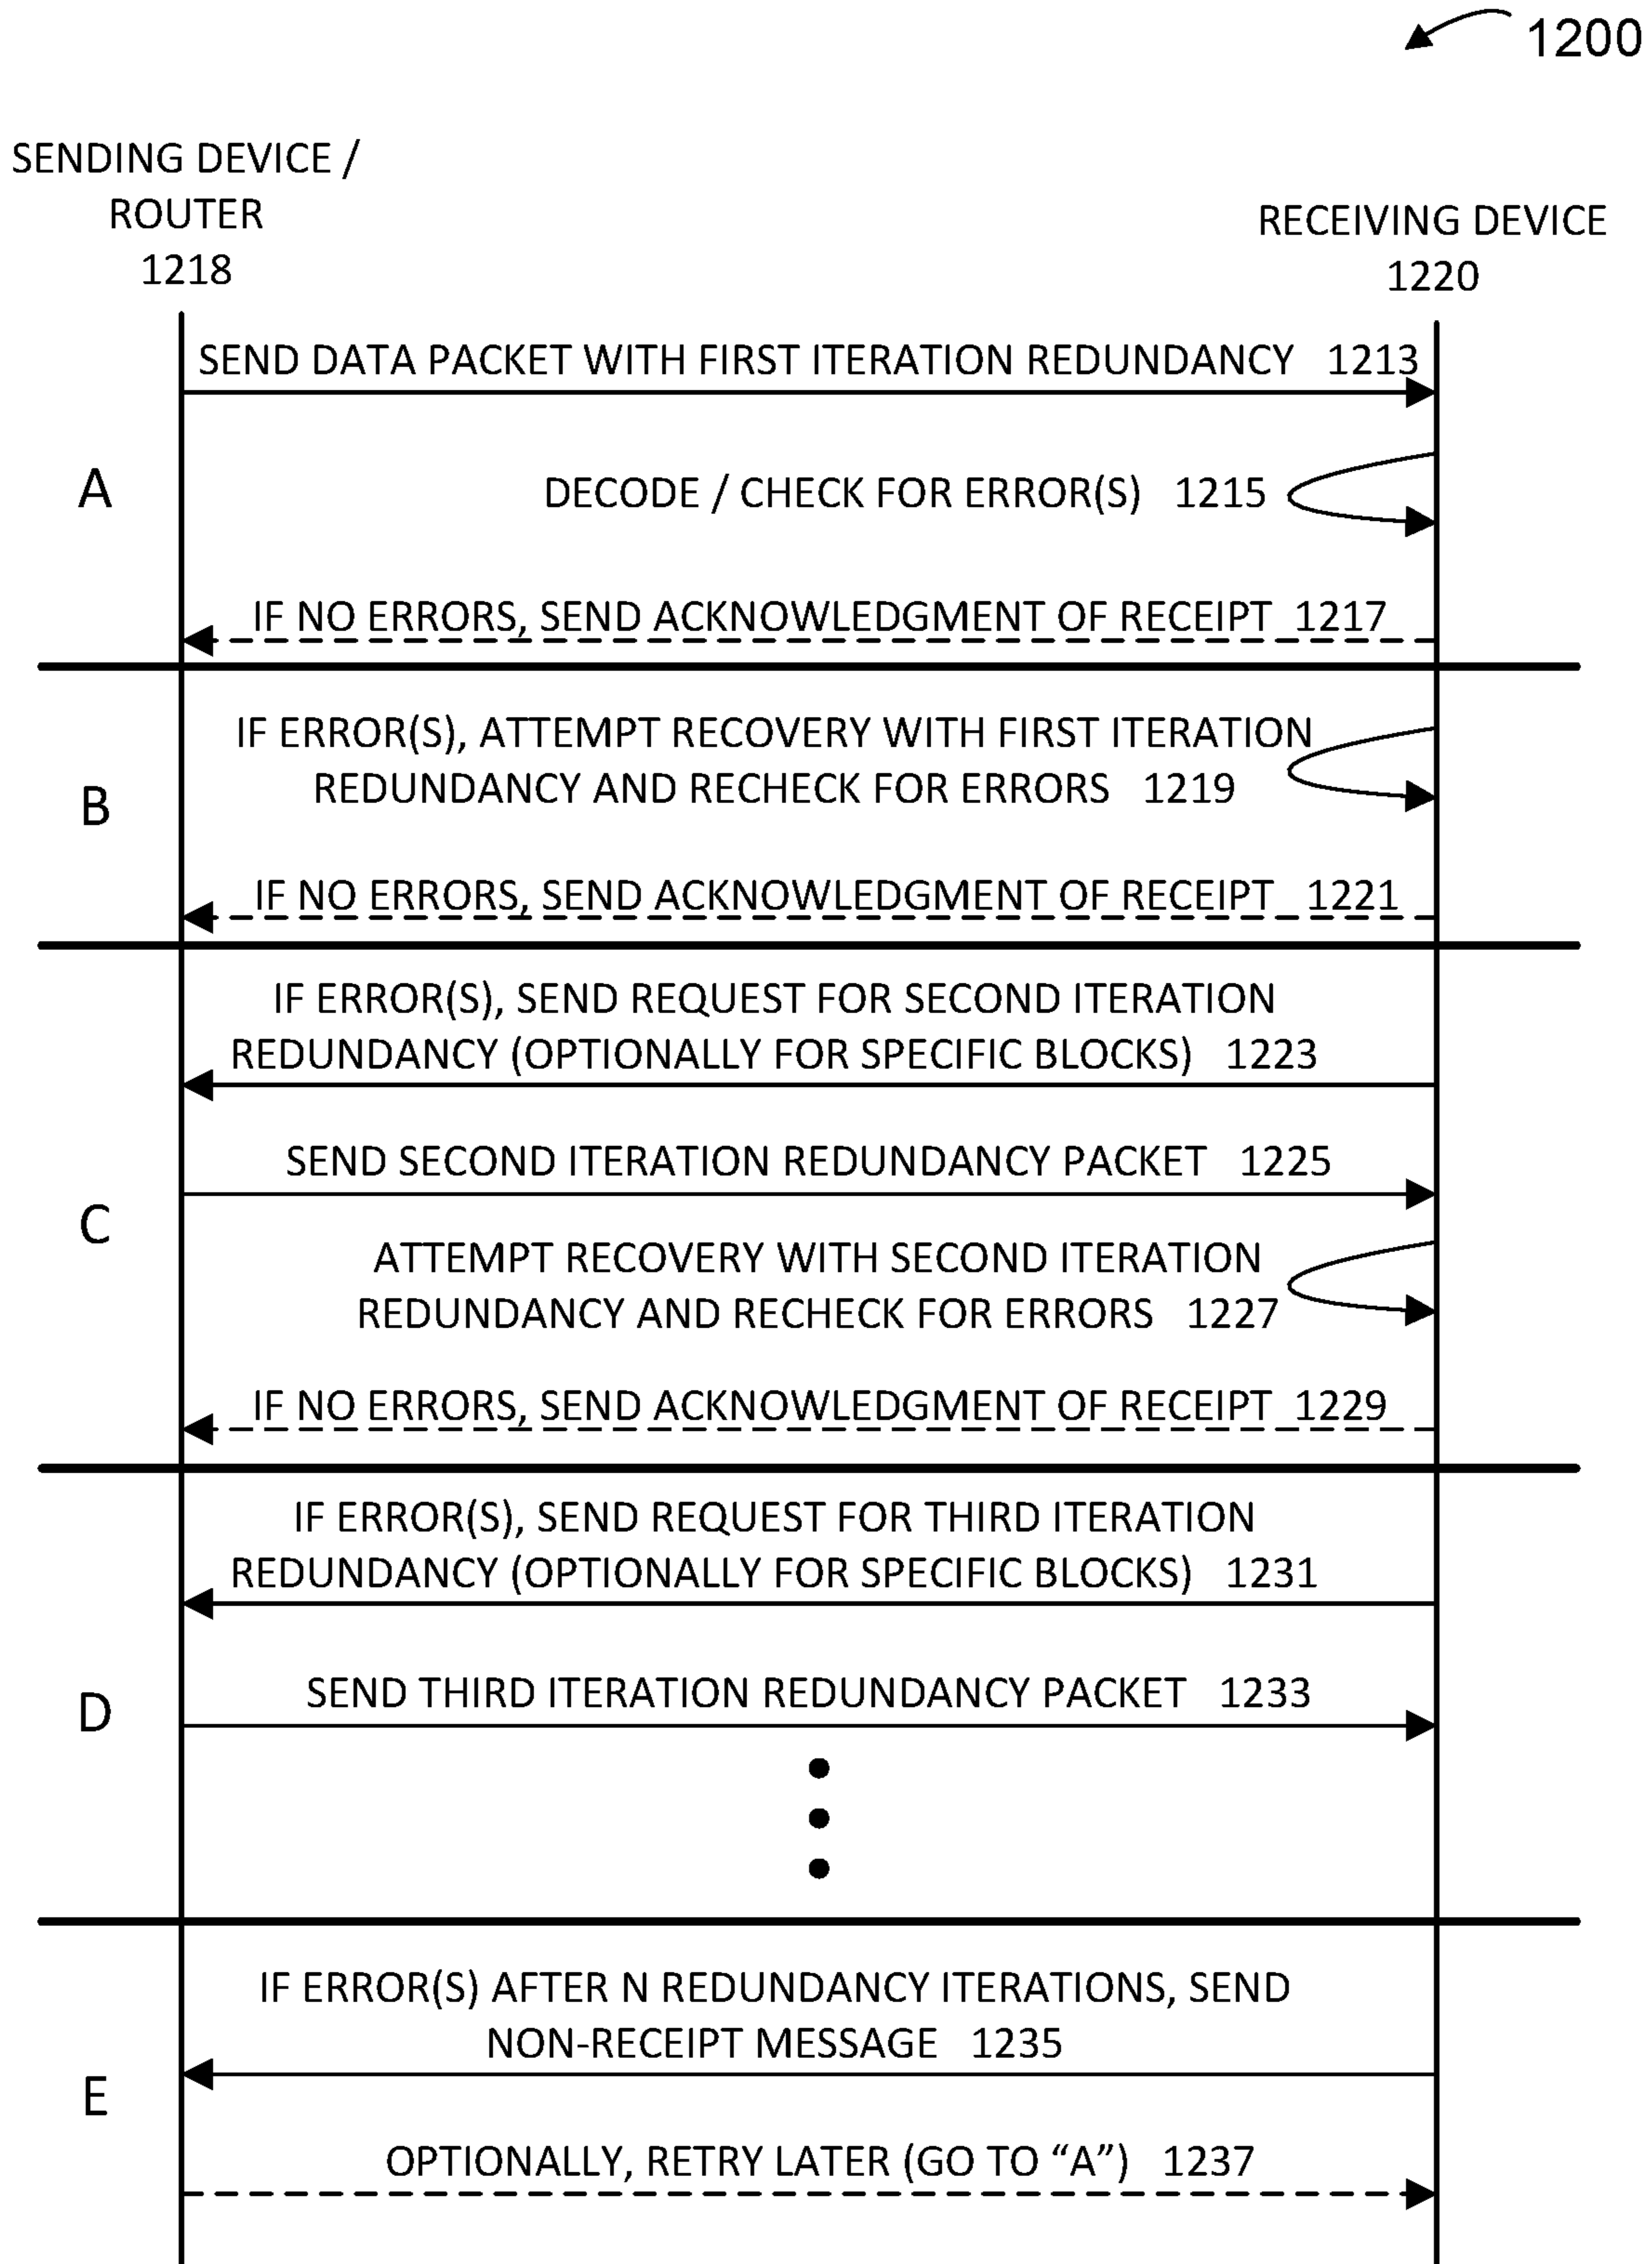 1200
SENDING DEVICE /
ROUTER
1218
RECEIVING DEVICE
1220
SEND DATA PACKET WITH FIRST ITERATION REDUNDANCY 1213
A
DECODE / CHECK FOR ERROR(S) 1215
IF NO ERRORS, SEND ACKNOWLEDGMENT OF RECEIPT 1217
IF ERROR(S), ATTEMPT RECOVERY WITH FIRST ITERATION
REDUNDANCY AND RECHECK FOR ERRORS 1219
B
IF NO ERRORS, SEND ACKNOWLEDGMENT OF RECEIPT 1221
IF ERROR(S), SEND REQUEST FOR SECOND ITERATION
REDUNDANCY (OPTIONALLY FOR SPECIFIC BLOCKS) 1223
SEND SECOND ITERATION REDUNDANCY PACKET 1225
C
ATTEMPT RECOVERY WITH SECOND ITERATION
REDUNDANCY AND RECHECK FOR ERRORS 1227
IF NO ERRORS, SEND ACKNOWLEDGMENT OF RECEIPT 1229
IF ERROR(S), SEND REQUEST FOR THIRD ITERATION
REDUNDANCY (OPTIONALLY FOR SPECIFIC BLOCKS) 1231
SEND THIRD ITERATION REDUNDANCY PACKET 1233
D
IF ERROR(S) AFTER N REDUNDANCY ITERATIONS, SEND
NON-RECEIPT MESSAGE 1235
E
OPTIONALLY, RETRY LATER (GO TO “A”) 1237